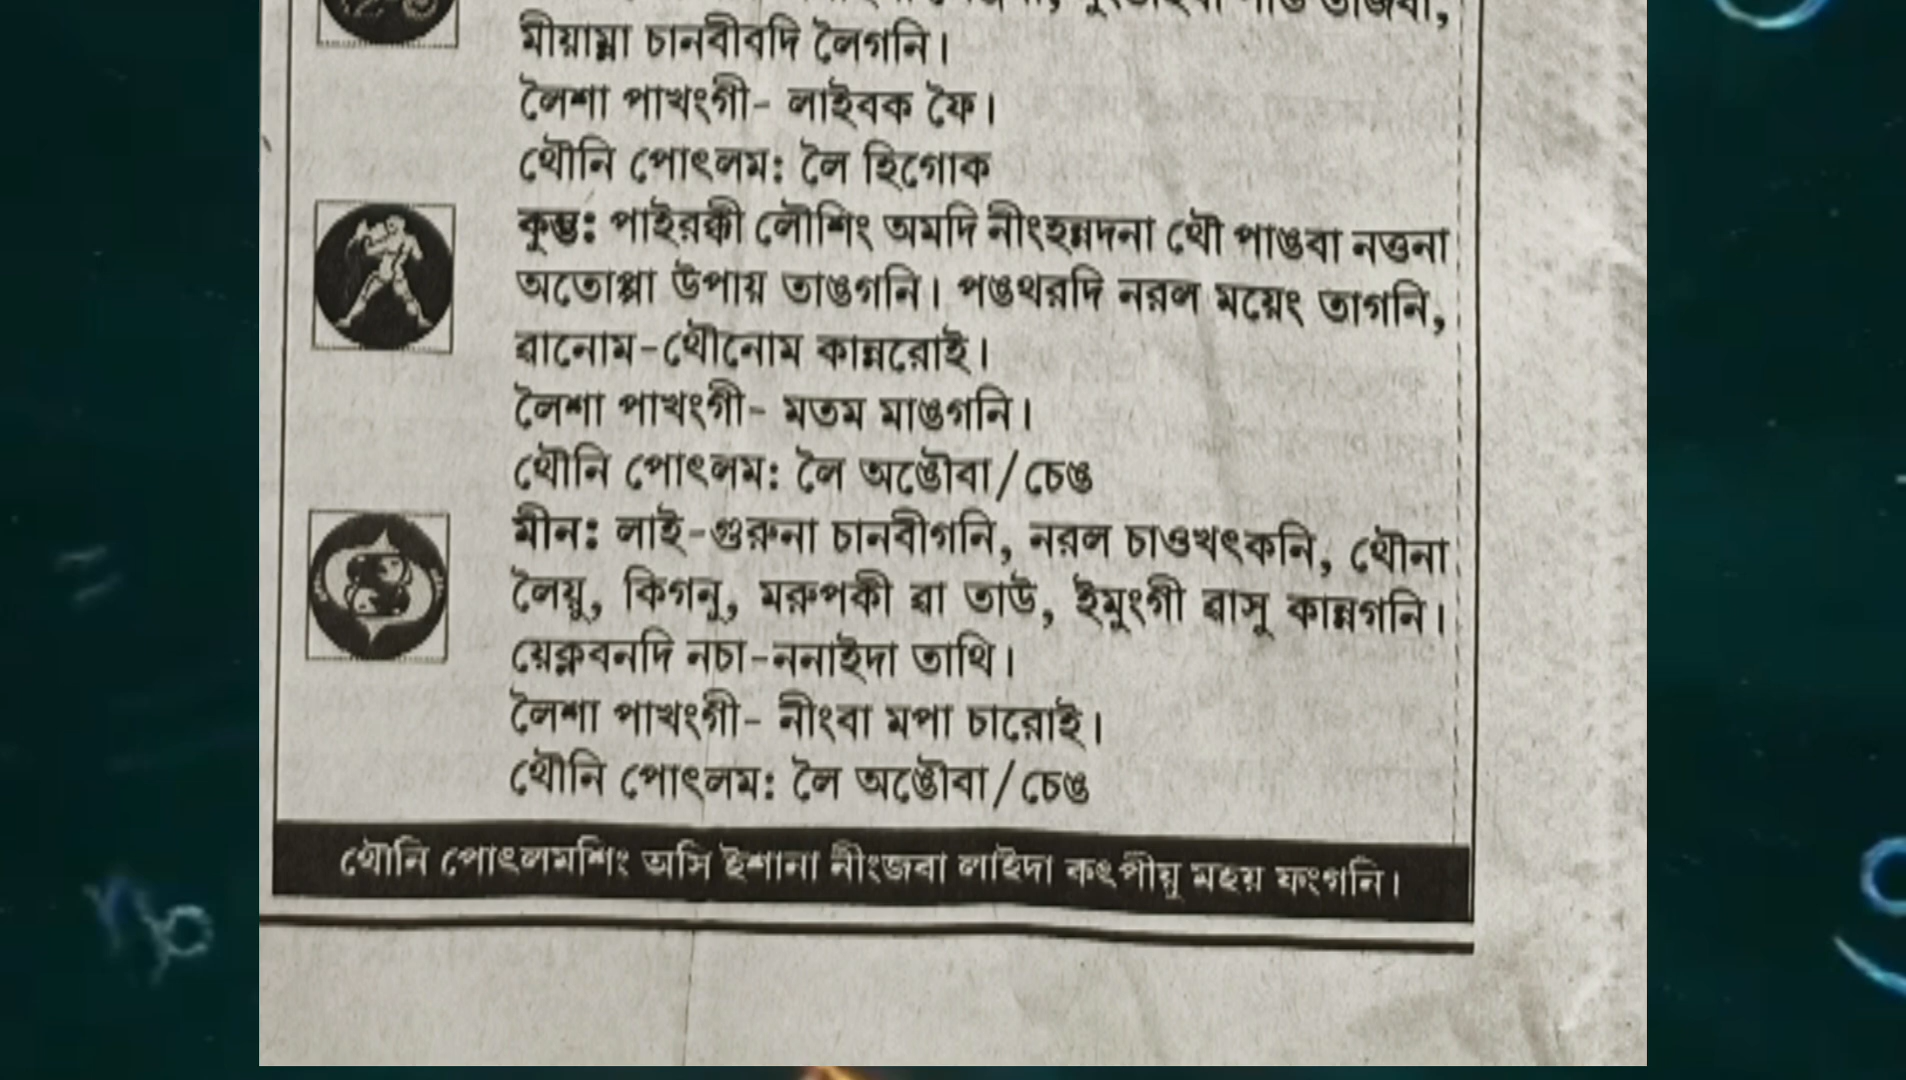 মীয়াম্না চানবীবদি লৈগনি।
লৈশা পাখংগী- লাইবক ফৈ।
থৌনি পোৎলম: লৈ হিগোক
কুম্ভ: পাইরক্কী লৌশিং অমদি নীংহন্নদনা থৌ পাঙবা নত্তনা
অতোপ্পা উপায় তাঙগনি। পঙথরদি নরল ময়েং তাগনি,
ৱানোম-থৌনোম কান্নরোই।
লৈশা পাখংগী- মতম মাঙগনি।
থৌনি পোৎলম: লৈ অঙৌবা/চেঙ
মীন: লাই-গুরুনা চানবীগনি, নরল চাওখৎকনি, থৌনা
লৈয়ু, কিগনু, মরুপকী ৱা তাউ, ইমুংগী ৱাসু কান্নগনি।
য়েক্লবনদি নচা-ননাইদা তাথি।
লৈশা পাখংগী- নীংবা মপা চারোই।
থৌনি পোৎলম: লৈ অঙৌবা/চেঙ
থৌনি পোৎলমশিং অসি ইশানা নীংজবা লাইদা কৎপীয়ু মহয় ফংগনি।